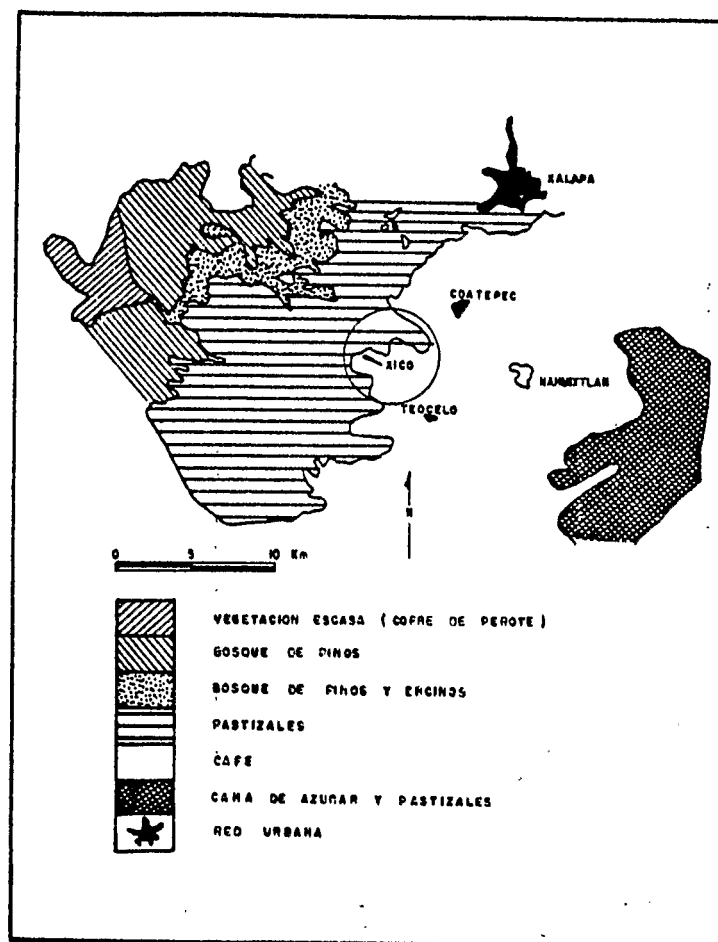 XALAPA
COATEPEC
XICO
TEOCELO
N
0 5 10 Km
VEGETACION ESCASA (COFRE DE PEROTE)
BOSQUE DE PINOS
BOSQUE DE PINOS Y ENCINOS
PASTIZALES
CAFE
CAÑA DE AZUCAR Y PASTIZALES
RED URBANA